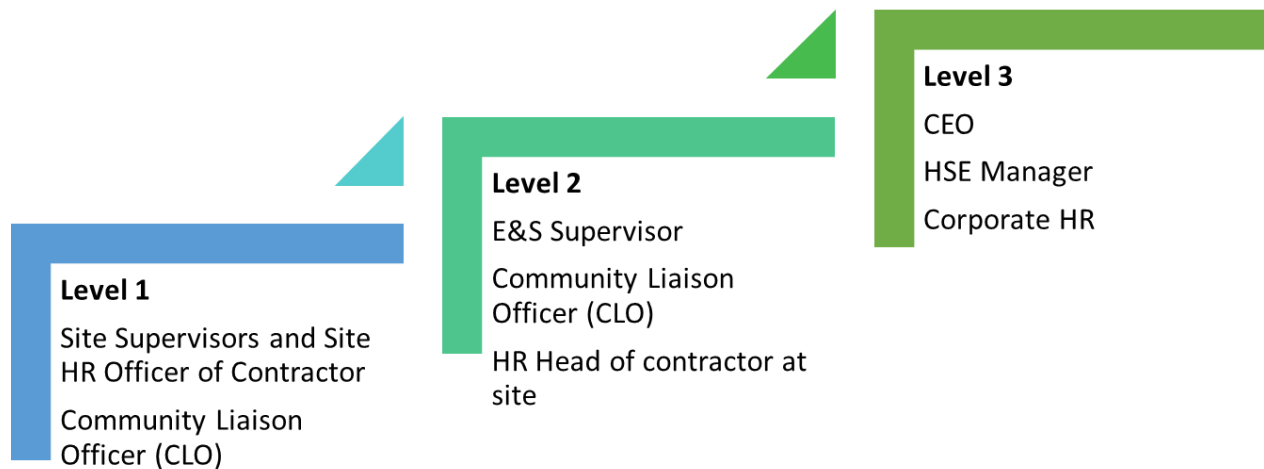 Level 1
Site Supervisors and Site
HR Officer of Contractor
Community Liaison
Officer (CLO)
Level 2
E&S Supervisor
Community Liaison
Officer (CLO)
HR Head of contractor at
site
Level 3
CEO
HSE Manager
Corporate HR